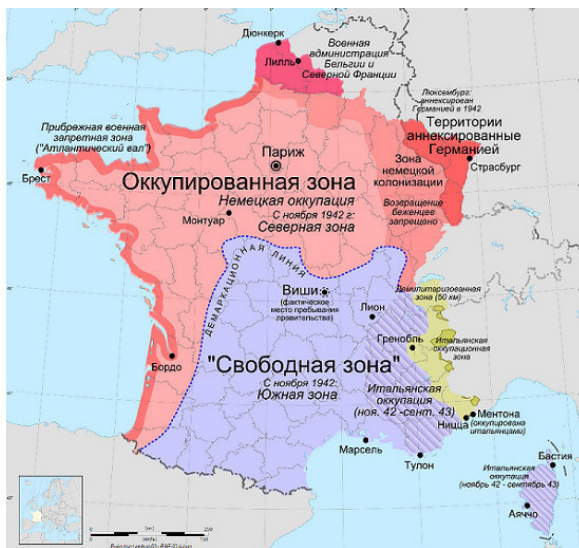 Дюнкерк
Лилль
Военная
администрация
Бельгии и
Северной Франции
Люксембург:
аннексирован
Германией в 1942
Территории
аннексированные
Германией
Страсбург
Прибрежная военная
запретная зона
("Атлантический вал")
Брест
Париж
Зона
немецкой
колонизации
Возвращение
беженцев
запрещено
Оккупированная зона
Немецкая оккупация
С ноября 1942 г:
Северная зона
Монтуар
ДЕМАРКАЦИОННАЯ ЛИНИЯ
Виши
(фактическое
место пребывания
правительства)
Лион
Демилитаризованная
зона (50 км)
Гренобль
Итальянская
оккупационная
зона
Бордо
"Свободная зона"
С ноября 1942:
Южная зона
Итальянская
оккупация
(ноя. 42 -сент. 43)
Ментона
(оккупирована
итальянцами)
Ницца
Марсель
Тулон
Бастия
Итальянская
оккупация
(ноябрь 42 - сентябрь 43)
Аяччо